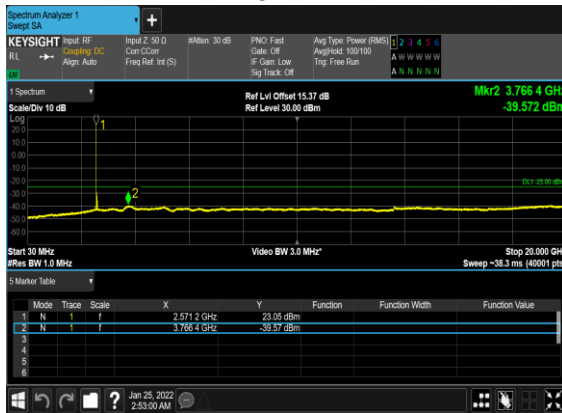 Spectrum Analyzer 1
Swept SA
+
KEYSIGHT Input: RF Input Z: 50 Ω #Atten: 30 dB PNO: Fast Avg Type: Power (RMS) 1 2 3 4 5 6
RL Coupling: DC Corr CCorr Gate: Off Avg|Hold: 100/100 A W W W W W
Align: Auto Freq Ref: Int (S) IF Gain: Low Trig: Free Run
Sig Track: Off A N N N N N
1 Spectrum Ref Lvl Offset 15.37 dB Mkr2 3.766 4 GHz
Scale/Div 10 dB Ref Level 30.00 dBm -39.572 dBm
Log
20.0
10.0
0.00
-10.0
-20.0
-30.0
-40.0
-50.0
-60.0
1
2
DL1 -25.00 dBm
Start 30 MHz Video BW 3.0 MHz* Stop 20.000 GHz
#Res BW 1.0 MHz Sweep ~38.3 ms (40001 pts)
5 Marker Table
Mode Trace Scale X Y Function Function Width Function Value
1 N 1 f 2.571 2 GHz 23.05 dBm
2 N 1 f 3.766 4 GHz -39.57 dBm
3
4
5
6
? Jan 25, 2022
2:53:00 AM